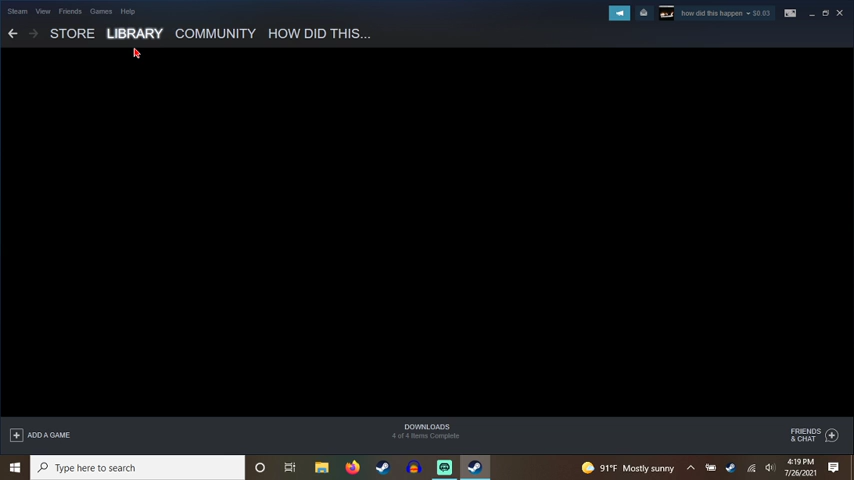 Steam View Friends Games Help
how did this happen $0.03
STORE LIBRARY COMMUNITY HOW DID THIS...
ADD A GAME
DOWNLOADS
4 of 4 Items Complete
FRIENDS
& CHAT
Type here to search
91°F Mostly sunny
4:19 PM
7/26/2021